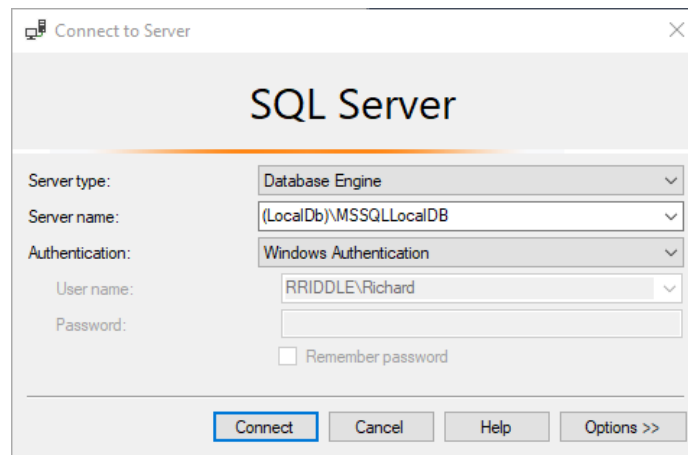 Connect to Server
SQL Server
Server type: Database Engine
Server name: (LocalDb)\MSSQLLocalDB
Authentication: Windows Authentication
User name: RRIDDLE\Richard
Password:
Remember password
Connect Cancel Help Options >>